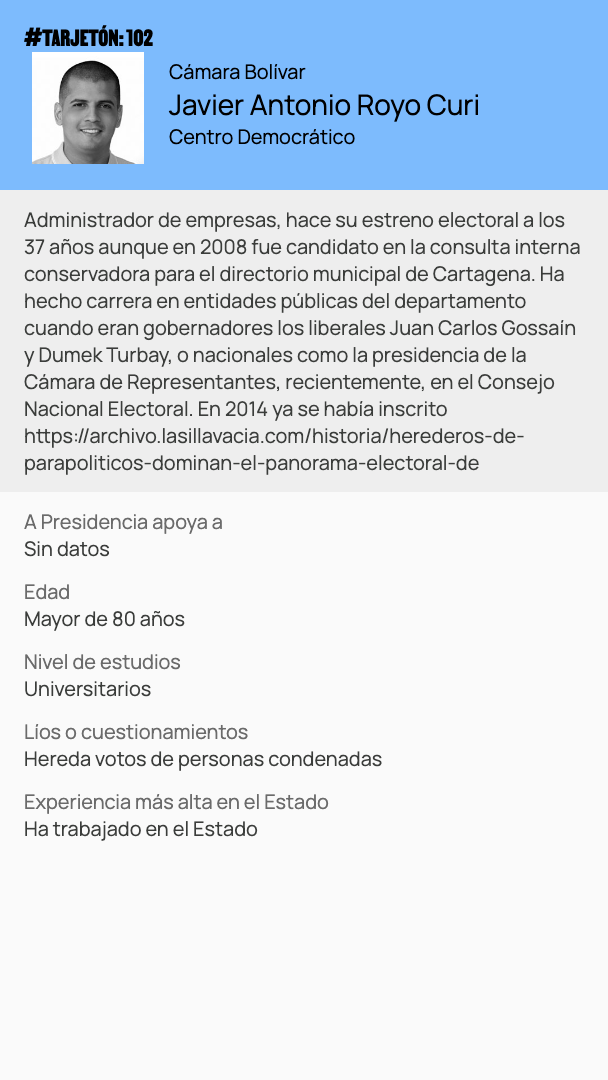 #TARJETÓN: 102
Cámara Bolívar
Javier Antonio Royo Curi
Centro Democrático
Administrador de empresas, hace su estreno electoral a los
37 años aunque en 2008 fue candidato en la consulta interna
conservadora para el directorio municipal de Cartagena. Ha
hecho carrera en entidades públicas del departamento
cuando eran gobernadores los liberales Juan Carlos Gossaín
y Dumek Turbay, o nacionales como la presidencia de la
Cámara de Representantes, recientemente, en el Consejo
Nacional Electoral. En 2014 ya se había inscrito
https://archivo.lasillavacia.com/historia/herederos-de-
parapoliticos-dominan-el-panorama-electoral-de
A Presidencia apoya a
Sin datos
Edad
Mayor de 80 años
Nivel de estudios
Universitarios
Líos o cuestionamientos
Hereda votos de personas condenadas
Experiencia más alta en el Estado
Ha trabajado en el Estado